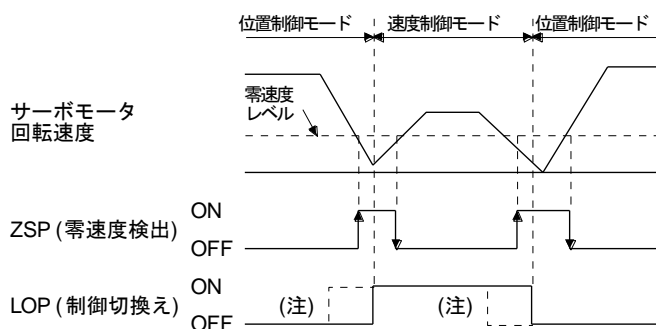 位置制御モード 速度制御モード 位置制御モード
零速度
レベル
サーボモータ
回転速度
ON
ZSP (零速度検出)
OFF
ON
LOP (制御切換え) (注) (注)
OFF